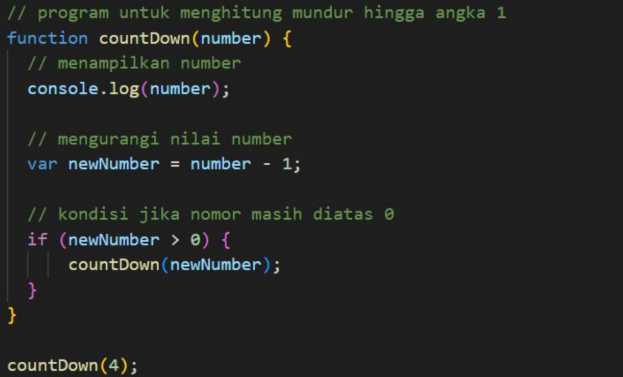 // program untuk menghitung mundur hingga angka 1
function countDown(number) {
  // menampilkan number
  console.log(number);

  // mengurangi nilai number
  var newNumber = number - 1;

  // kondisi jika nomor masih diatas 0
  if (newNumber > 0) {
      countDown(newNumber);
  }
}

countDown(4);